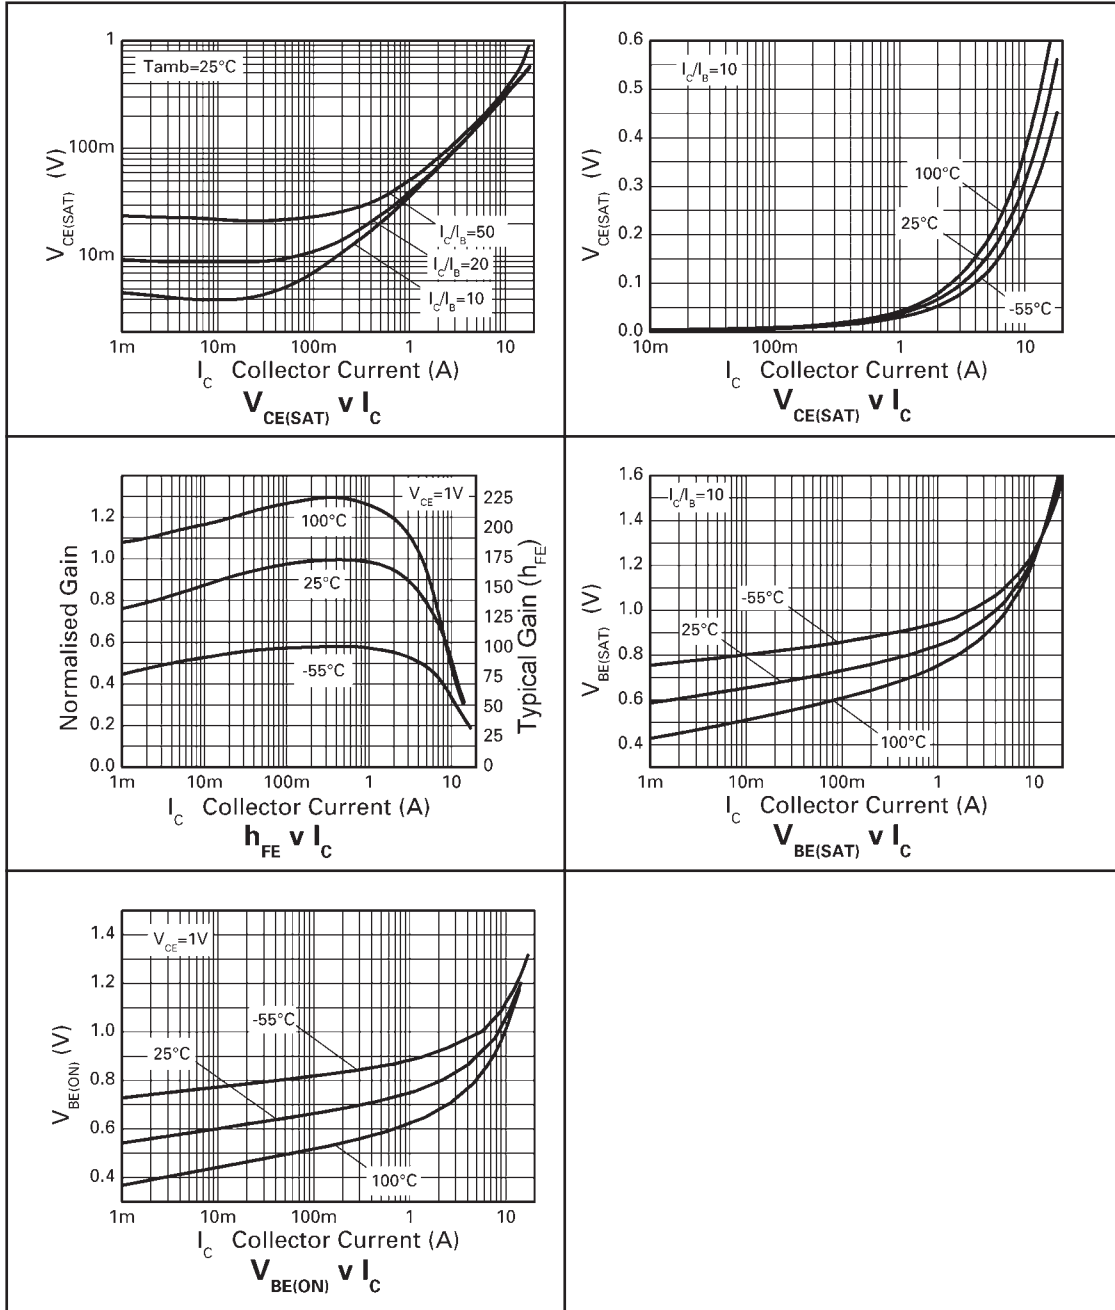 1
100m
10m
V_CE(SAT) (V)
Tamb=25°C
I_C/I_B=50
I_C/I_B=20
I_C/I_B=10
1m 10m 100m 1 10
I_C Collector Current (A)
V_CE(SAT) v I_C
0.6
0.5
0.4
0.3
0.2
0.1
0.0
V_CE(SAT) (V)
I_C/I_B=10
100°C
25°C
-55°C
10m 100m 1 10
I_C Collector Current (A)
V_CE(SAT) v I_C
1.2
1.0
0.8
0.6
0.4
0.2
0.0
Normalised Gain
V_CE=1V
100°C
25°C
-55°C
225
200
175
150
125
100
75
50
25
0
Typical Gain (h_FE)
1m 10m 100m 1 10
I_C Collector Current (A)
h_FE v I_C
1.6
1.4
1.2
1.0
0.8
0.6
0.4
V_BE(SAT) (V)
I_C/I_B=10
-55°C
25°C
100°C
1m 10m 100m 1 10
I_C Collector Current (A)
V_BE(SAT) v I_C
1.4
1.2
1.0
0.8
0.6
0.4
V_BE(ON) (V)
V_CE=1V
-55°C
25°C
100°C
1m 10m 100m 1 10
I_C Collector Current (A)
V_BE(ON) v I_C